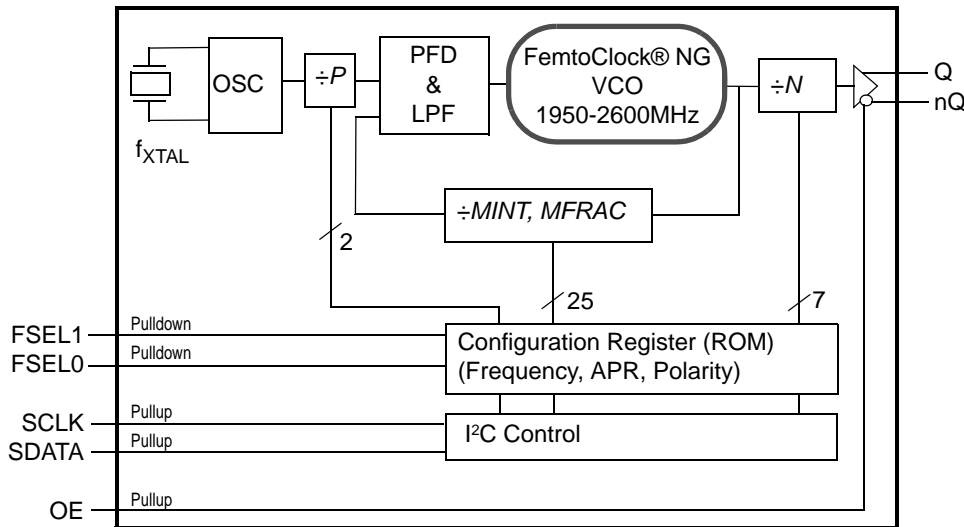 OSC
÷P
PFD
&
LPF
FemtoClock® NG
VCO
1950-2600MHz
÷N
Q
nQ
fXTAL
÷MINT, MFRAC
2
25
7
FSEL1
Pulldown
FSEL0
Pulldown
Configuration Register (ROM)
(Frequency, APR, Polarity)
SCLK
Pullup
SDATA
Pullup
I²C Control
OE
Pullup